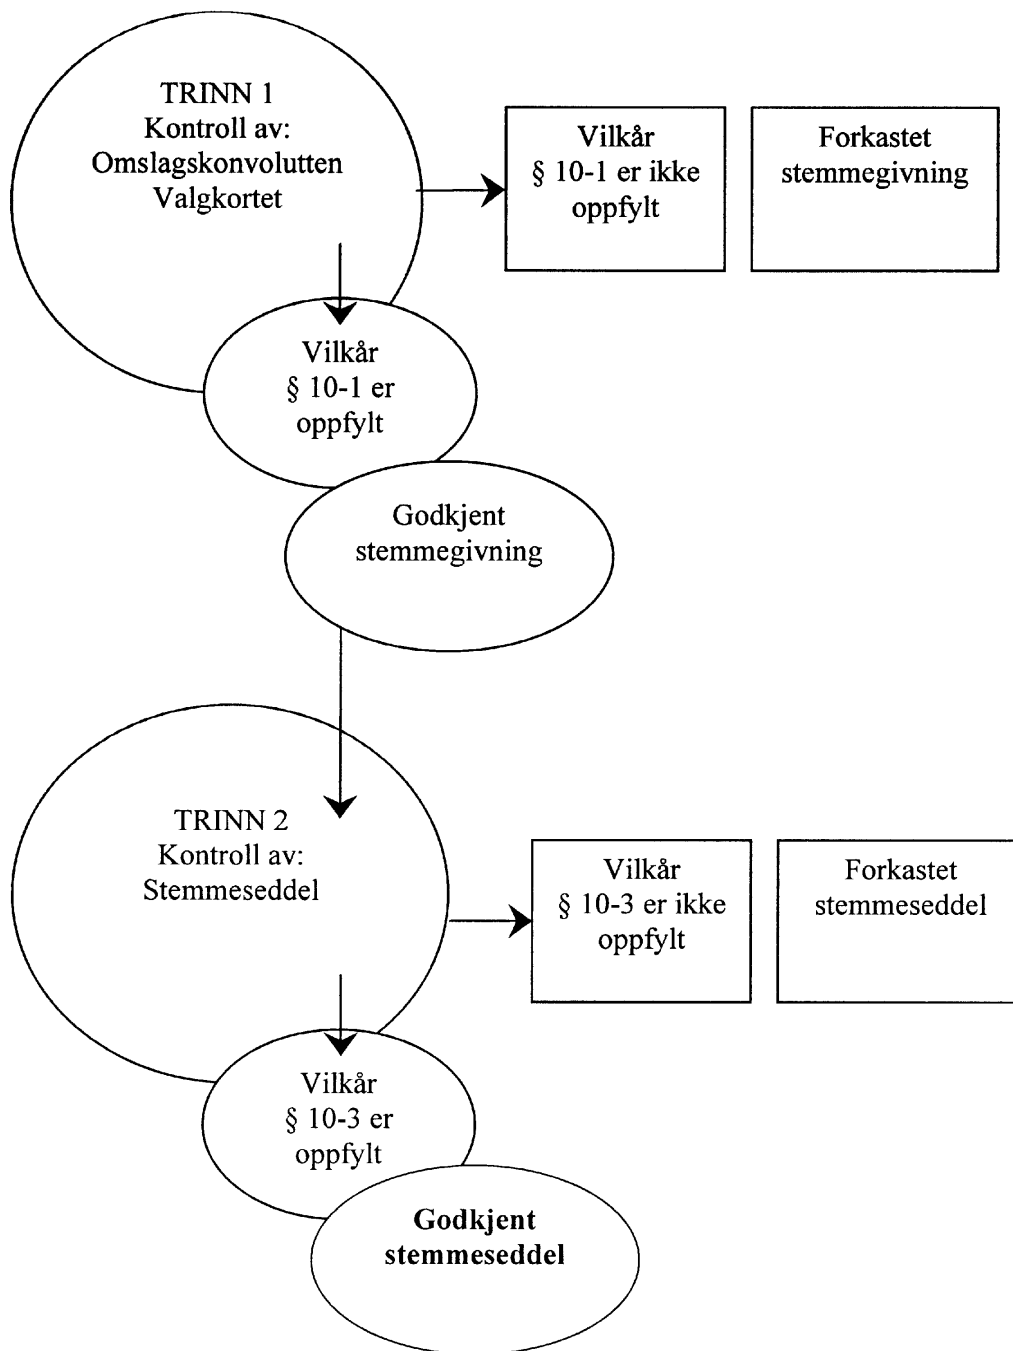 TRINN 1
Kontroll av:
Omslagskonvolutten
Valgkortet
Vilkår
§ 10-1 er ikke
oppfylt
Forkastet
stemmegivning
Vilkår
§ 10-1 er
oppfylt
Godkjent
stemmegivning
TRINN 2
Kontroll av:
Stemmeseddel
Vilkår
§ 10-3 er ikke
oppfylt
Forkastet
stemmeseddel
Vilkår
§ 10-3 er
oppfylt
Godkjent
stemmeseddel